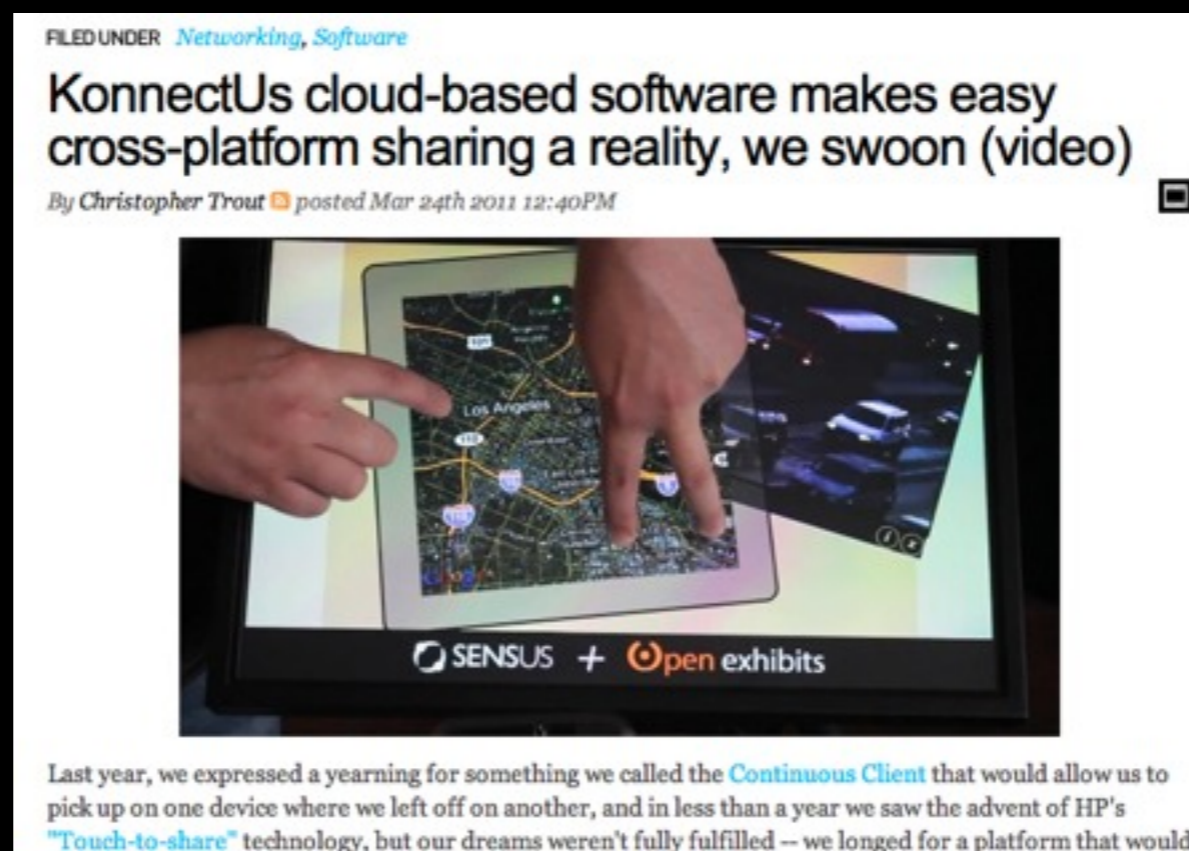 FILED UNDER Networking, Software
KonnectUs cloud-based software makes easy
cross-platform sharing a reality, we swoon (video)
By Christopher Trout posted Mar 24th 2011 12:40PM
101
Los Angeles
110
SENSUS + Open exhibits
Last year, we expressed a yearning for something we called the Continuous Client that would allow us to
pick up on one device where we left off on another, and in less than a year we saw the advent of HP's
"Touch-to-share" technology, but our dreams weren't fully fulfilled -- we longed for a platform that would